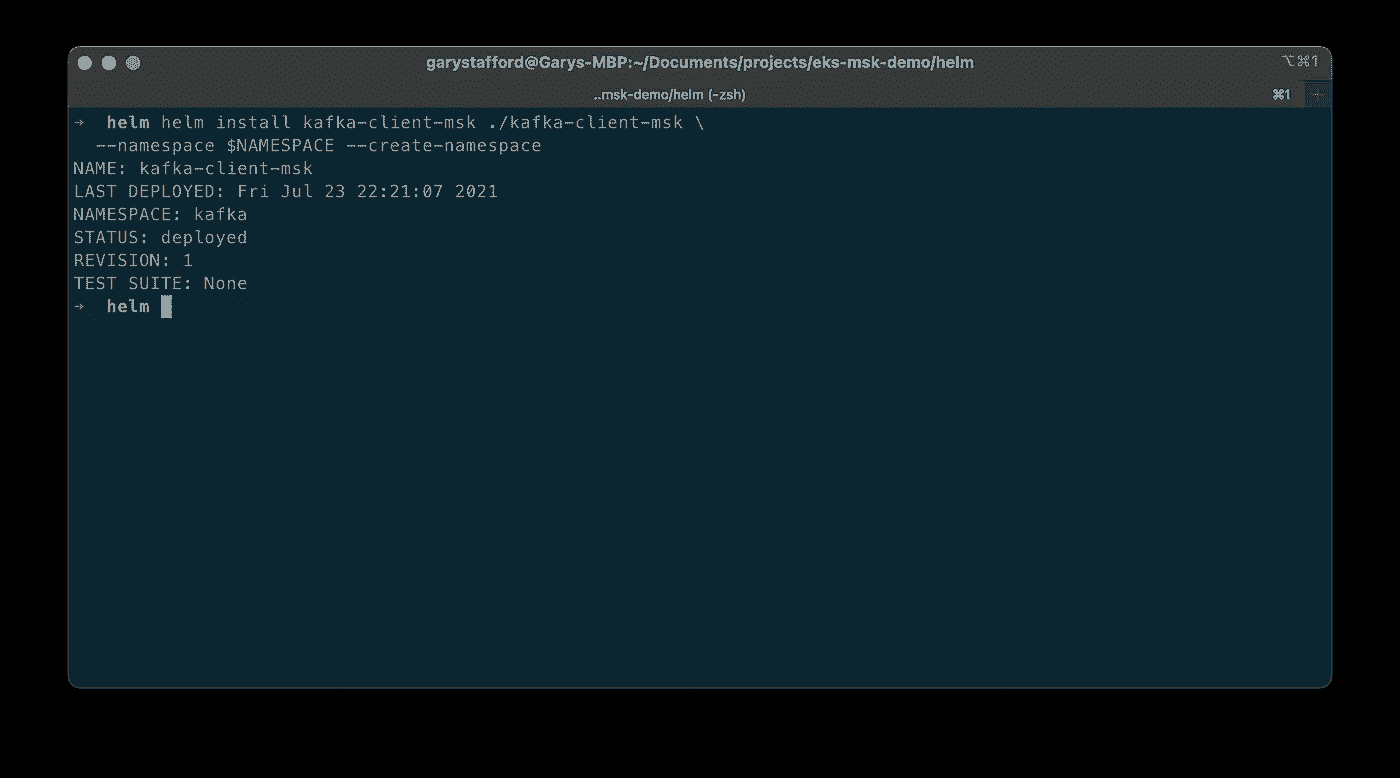 garystafford@Garys-MBP:~/Documents/projects/eks-msk-demo/helm
⌥⌘1
..msk-demo/helm (-zsh)
⌘1 +
→ helm helm install kafka-client-msk ./kafka-client-msk \
--namespace $NAMESPACE --create-namespace
NAME: kafka-client-msk
LAST DEPLOYED: Fri Jul 23 22:21:07 2021
NAMESPACE: kafka
STATUS: deployed
REVISION: 1
TEST SUITE: None
→ helm